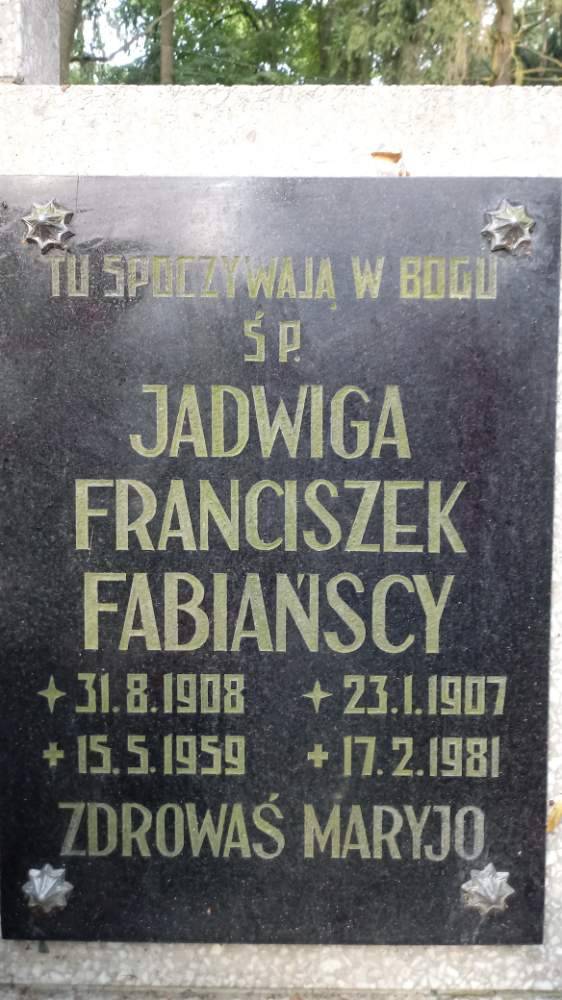 TU SPOCZYWAJĄ W BOGU
ŚP.
JADWIGA
FRANCISZEK
FABIAŃSCY
31.8.1908 23.1.1907
15.5.1959 17.2.1981
ZDROWAŚ MARYJO